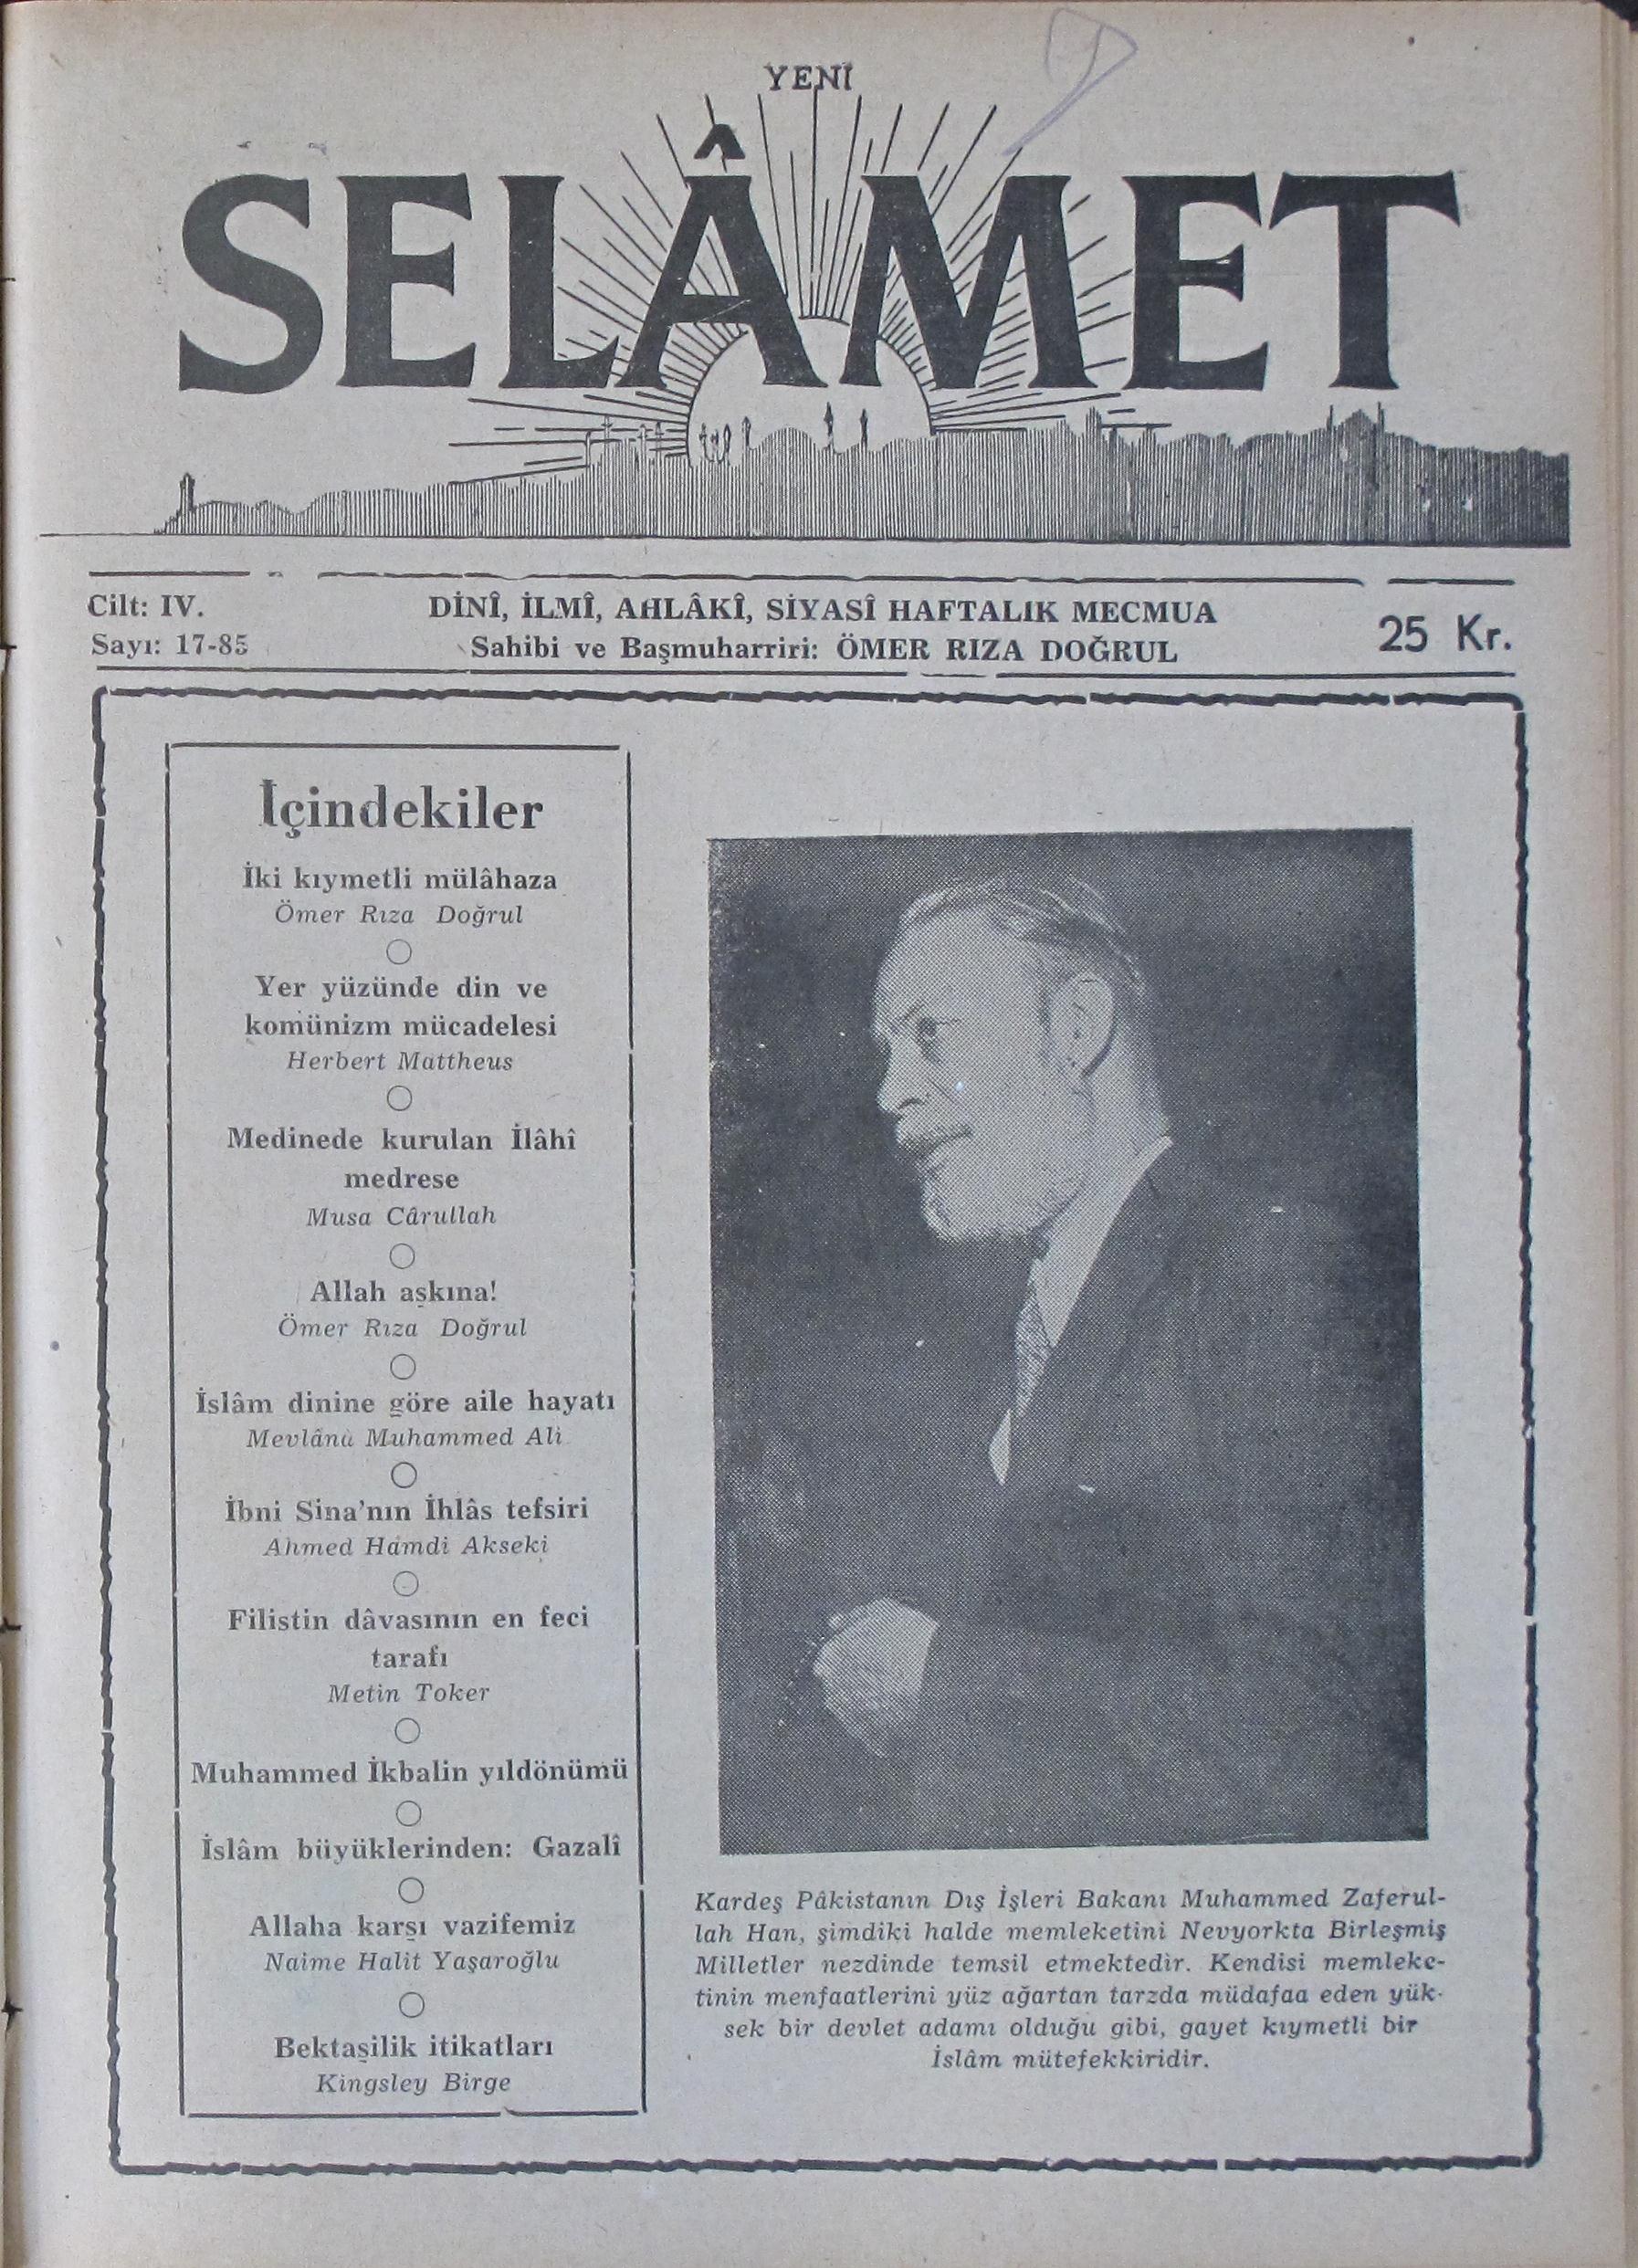 YENİ
SELÂMET
Cilt: IV.
Sayı: 17-85
DİNÎ, İLMÎ, AHLÂKÎ, SİYASÎ HAFTALIK MECMUA
Sahibi ve Başmuharriri: ÖMER RIZA DOĞRUL
25 Kr.
İçindekiler
İki kıymetli mülâhaza
Ömer Rıza Doğrul
Yer yüzünde din ve
komünizm mücadelesi
Herbert Mattheus
Medinede kurulan İlâhî
medrese
Musa Cârullah
Allah aşkına!
Ömer Rıza Doğrul
İslâm dinine göre aile hayatı
Mevlânâ Muhammed Ali
İbni Sina'nın İhlâs tefsiri
Ahmed Hamdi Akseki
Filistin dâvasının en feci
tarafı
Metin Toker
Muhammed İkbalin yıldönümü
İslâm büyüklerinden: Gazalî
Allaha karşı vazifemiz
Naime Halit Yaşaroğlu
Bektaşilik itikatları
Kingsley Birge
Kardeş Pâkistanın Dış İşleri Bakanı Muhammed Zaferul-
lah Han, şimdiki halde memleketini Nevyorkta Birleşmiş
Milletler nezdinde temsil etmektedir. Kendisi memleke-
tinin menfaatlerini yüz ağartan tarzda müdafaa eden yük-
sek bir devlet adamı olduğu gibi, gayet kıymetli bir
İslâm mütefekkiridir.